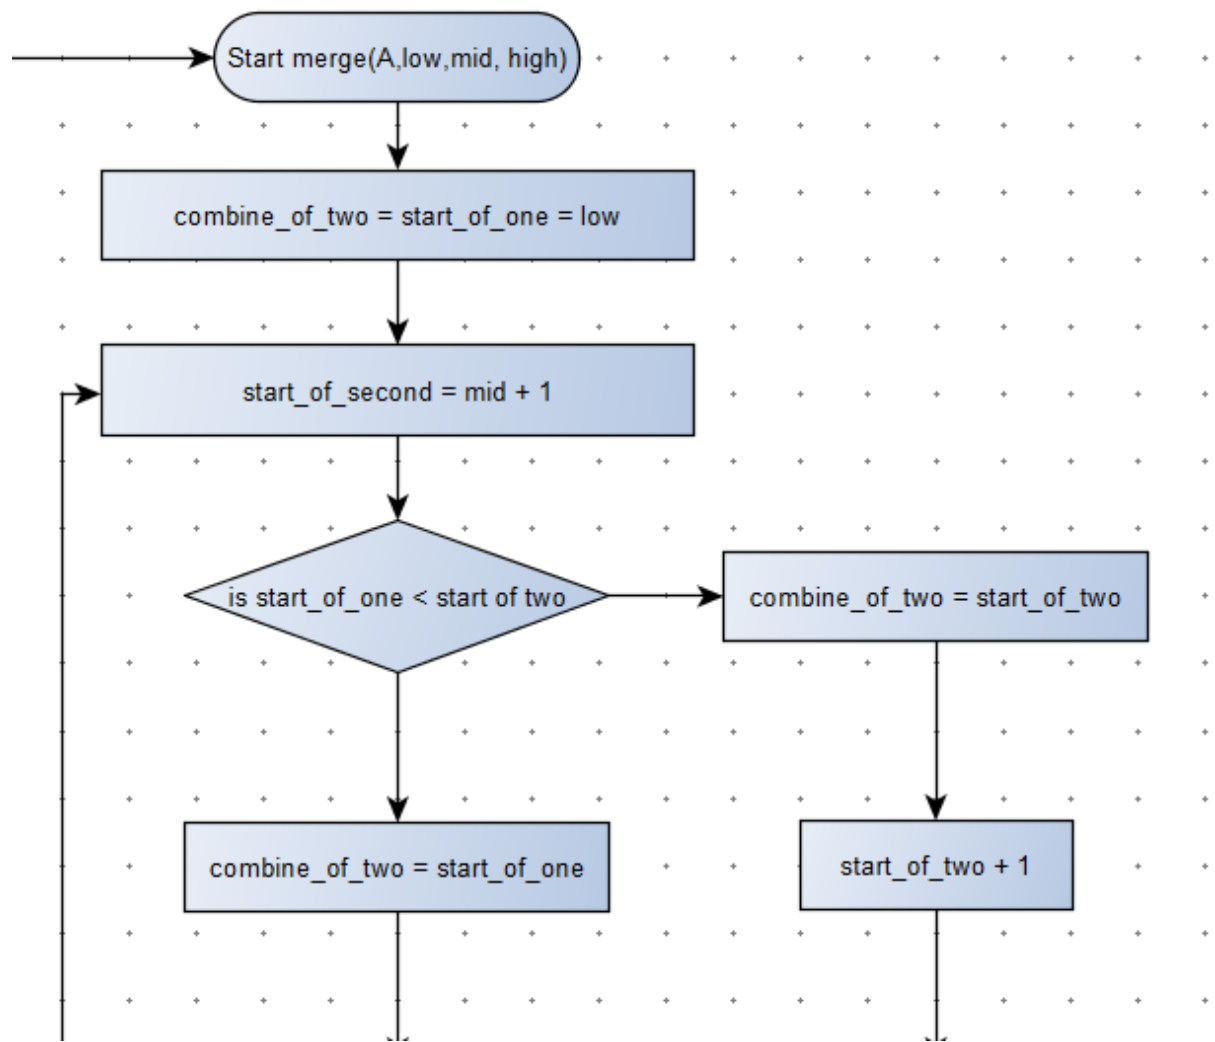 Start merge(A,low,mid, high)
combine_of_two = start_of_one = low
start_of_second = mid + 1
is start_of_one < start of two
combine_of_two = start_of_two
combine_of_two = start_of_one
start_of_two + 1